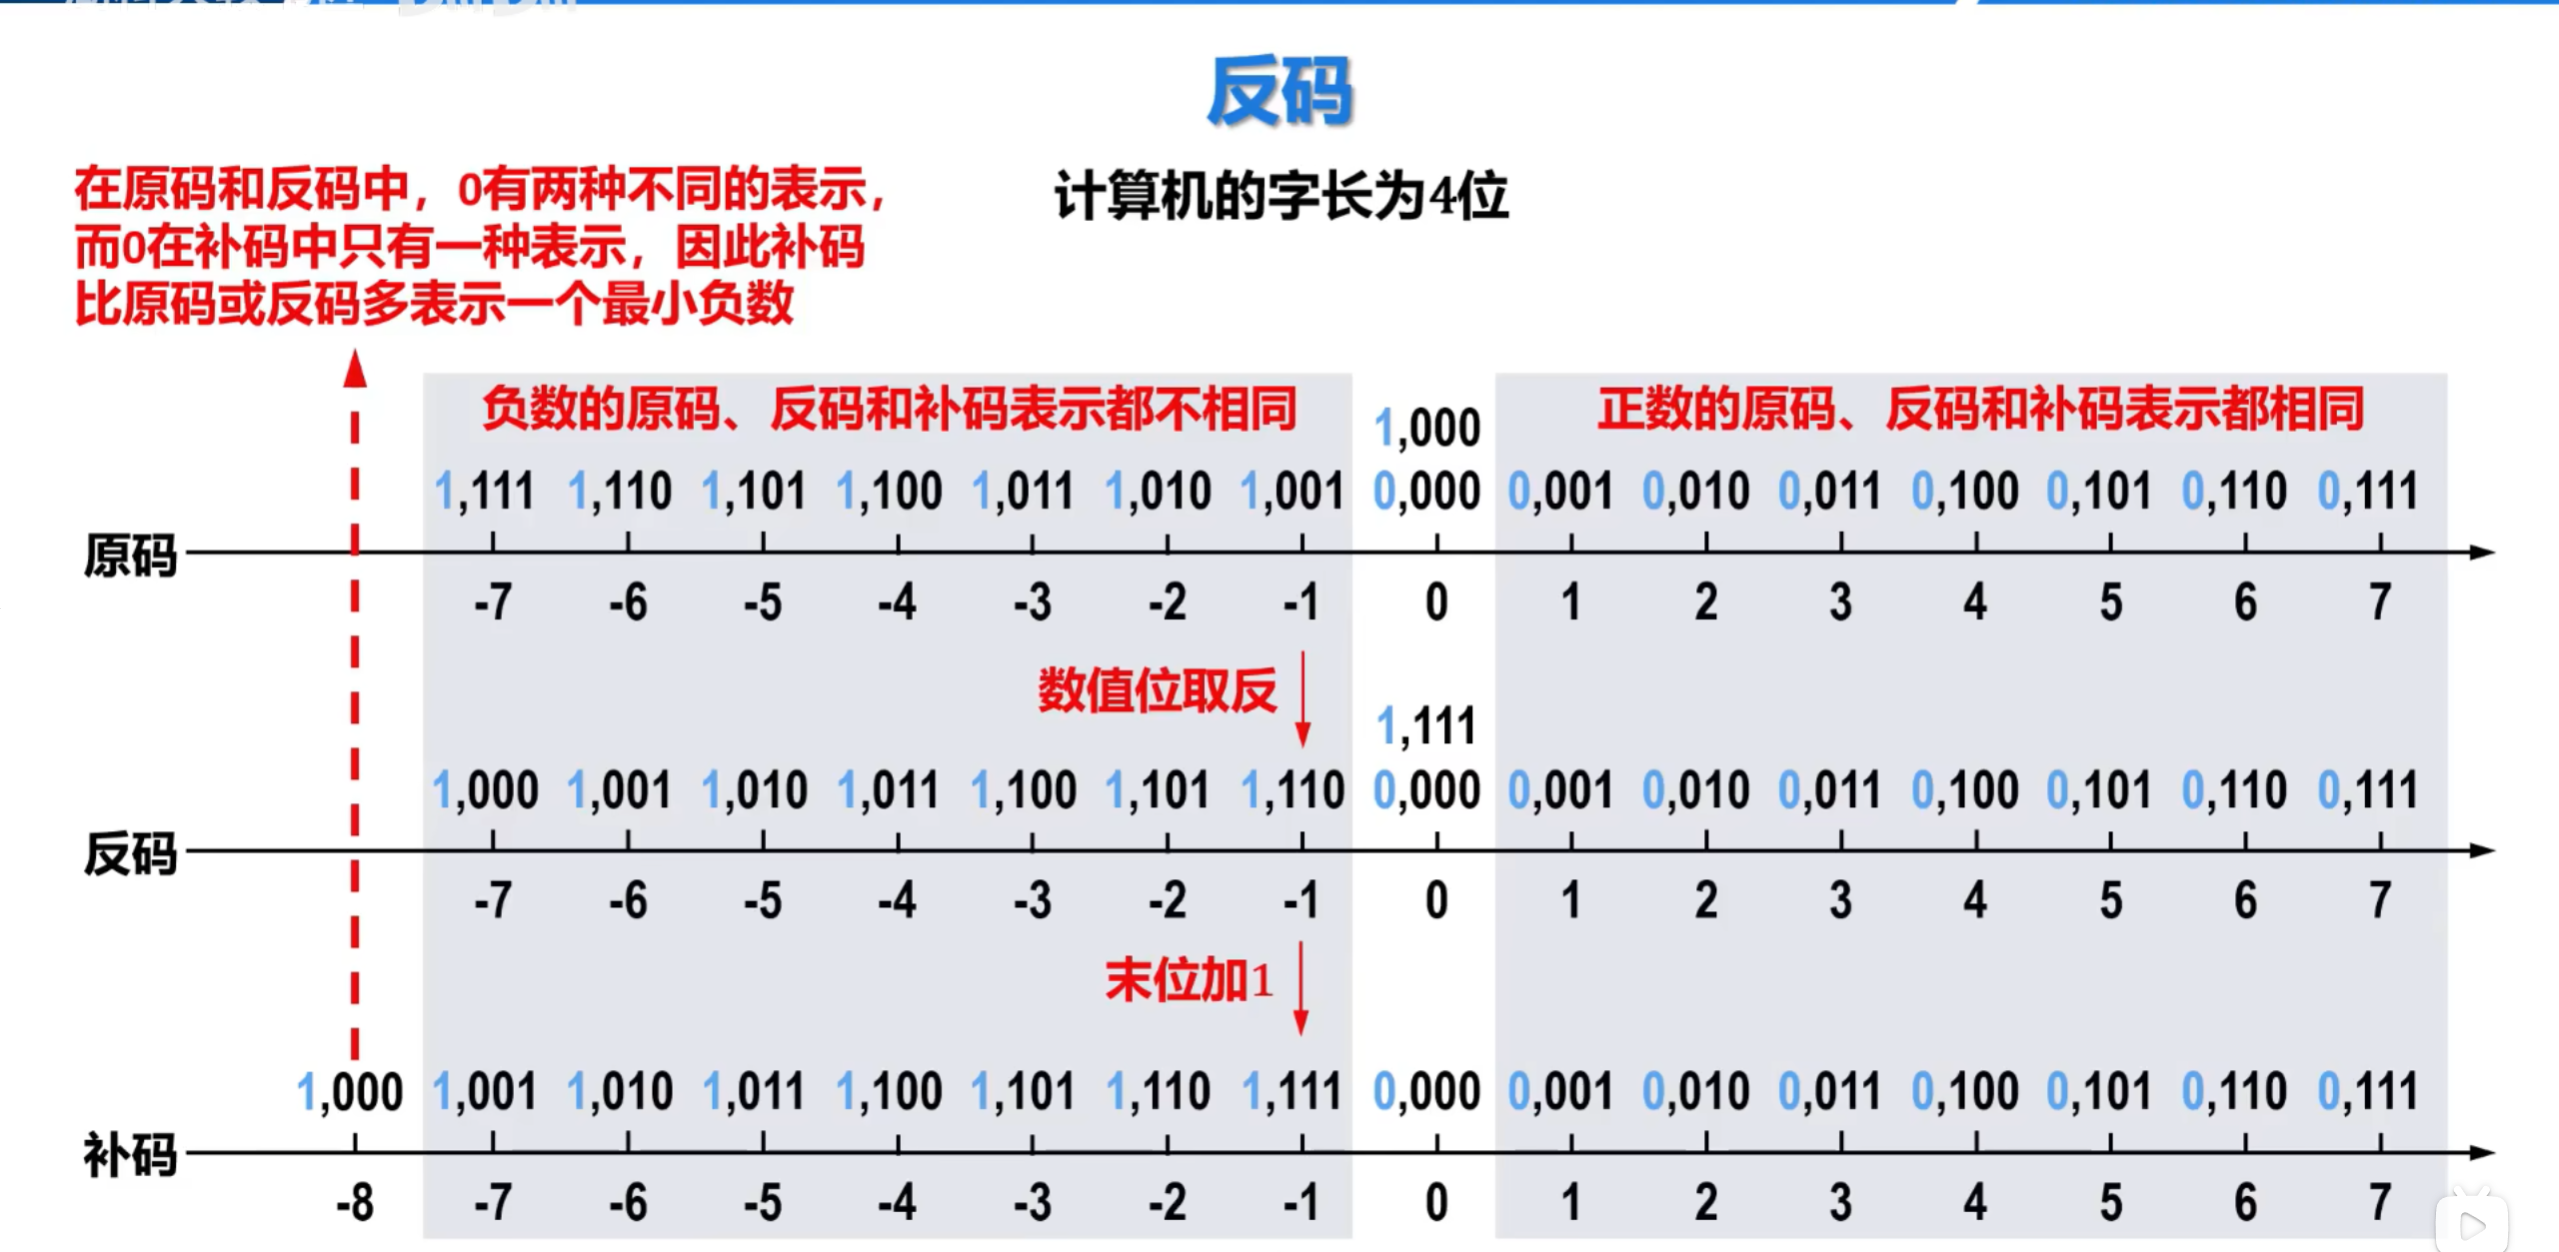 反码
计算机的字长为4位
在原码和反码中，0有两种不同的表示，
而0在补码中只有一种表示，因此补码
比原码或反码多表示一个最小负数
负数的原码、反码和补码表示都不相同
正数的原码、反码和补码表示都相同
1,000
1,111 1,110 1,101 1,100 1,011 1,010 1,001 0,000 0,001 0,010 0,011 0,100 0,101 0,110 0,111
原码
-7 -6 -5 -4 -3 -2 -1 0 1 2 3 4 5 6 7
数值位取反
1,111
1,000 1,001 1,010 1,011 1,100 1,101 1,110 0,000 0,001 0,010 0,011 0,100 0,101 0,110 0,111
反码
-7 -6 -5 -4 -3 -2 -1 0 1 2 3 4 5 6 7
末位加1
1,000 1,001 1,010 1,011 1,100 1,101 1,110 1,111 0,000 0,001 0,010 0,011 0,100 0,101 0,110 0,111
补码
-8 -7 -6 -5 -4 -3 -2 -1 0 1 2 3 4 5 6 7